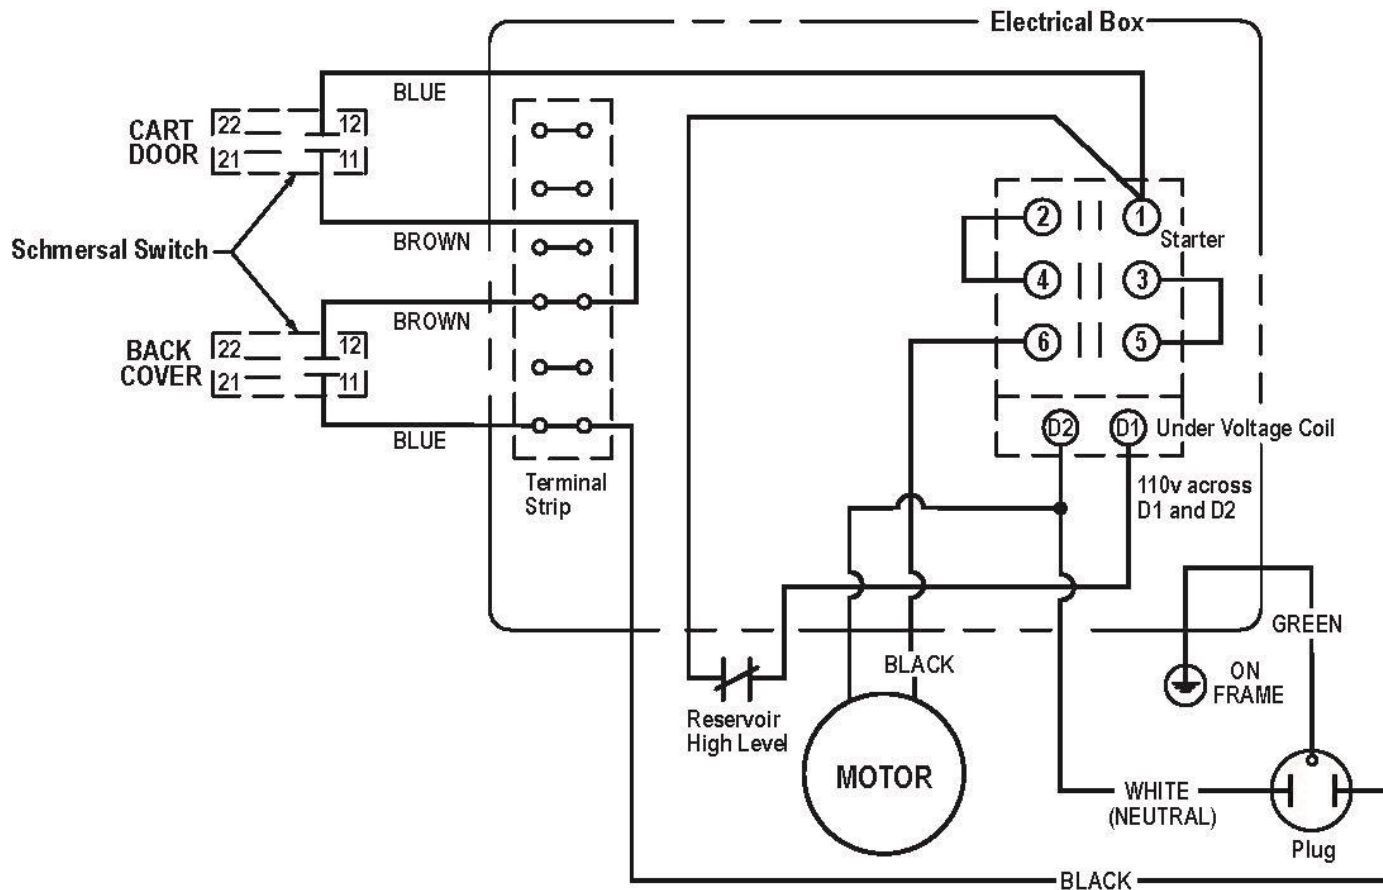 Electrical Box
BLUE
CART
DOOR
22
12
21
11
Schmersal Switch
BROWN
BROWN
BACK
COVER
22
12
21
11
BLUE
Terminal
Strip
2
1
Starter
4
3
6
5
D2
D1
Under Voltage Coil
110v across
D1 and D2
GREEN
ON
FRAME
BLACK
Reservoir
High Level
MOTOR
WHITE
(NEUTRAL)
Plug
BLACK